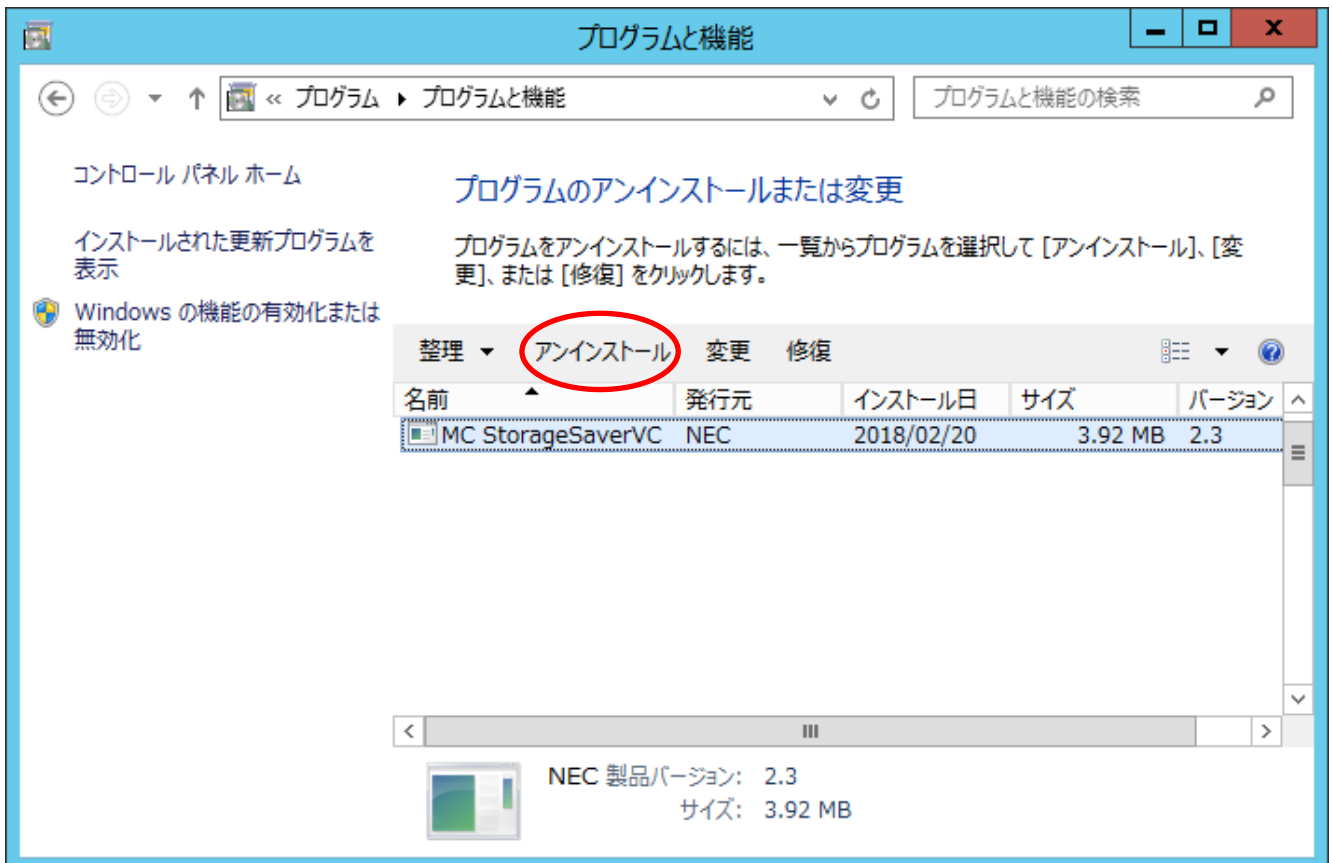 プログラムと機能
« プログラム ▶ プログラムと機能
プログラムと機能の検索
コントロール パネル ホーム
インストールされた更新プログラムを
表示
Windows の機能の有効化または
無効化
プログラムのアンインストールまたは変更
プログラムをアンインストールするには、一覧からプログラムを選択して [アンインストール]、[変
更]、または [修復] をクリックします。
整理 ▼ アンインストール 変更 修復
名前 発行元 インストール日 サイズ バージョン
MC StorageSaverVC NEC 2018/02/20 3.92 MB 2.3
NEC 製品バージョン: 2.3
サイズ: 3.92 MB